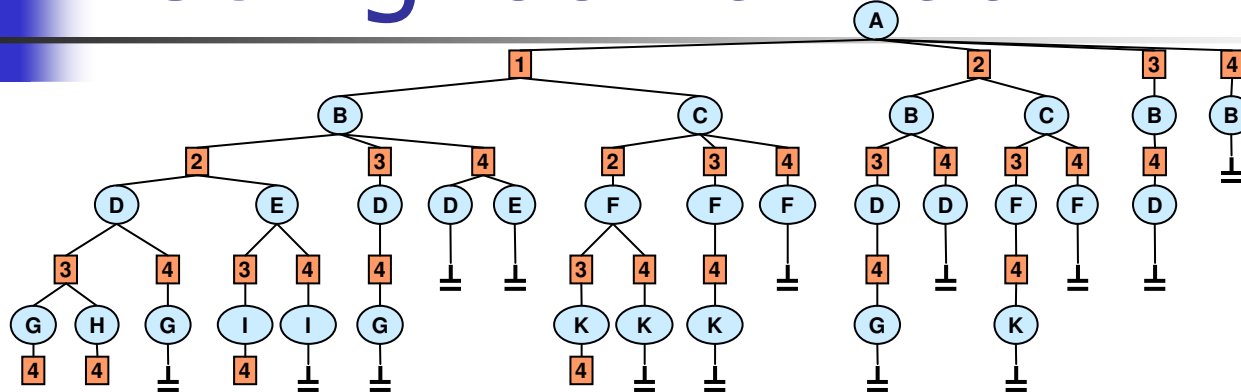 A
1 2 3 4
B C B C B B
2 3 4 2 3 4 3 4 3 4 4
D E D D E F F F D D F F D
3 4 3 4 4 3 4 4 4 4
G H G I I G K K K G K
4 4 4 4